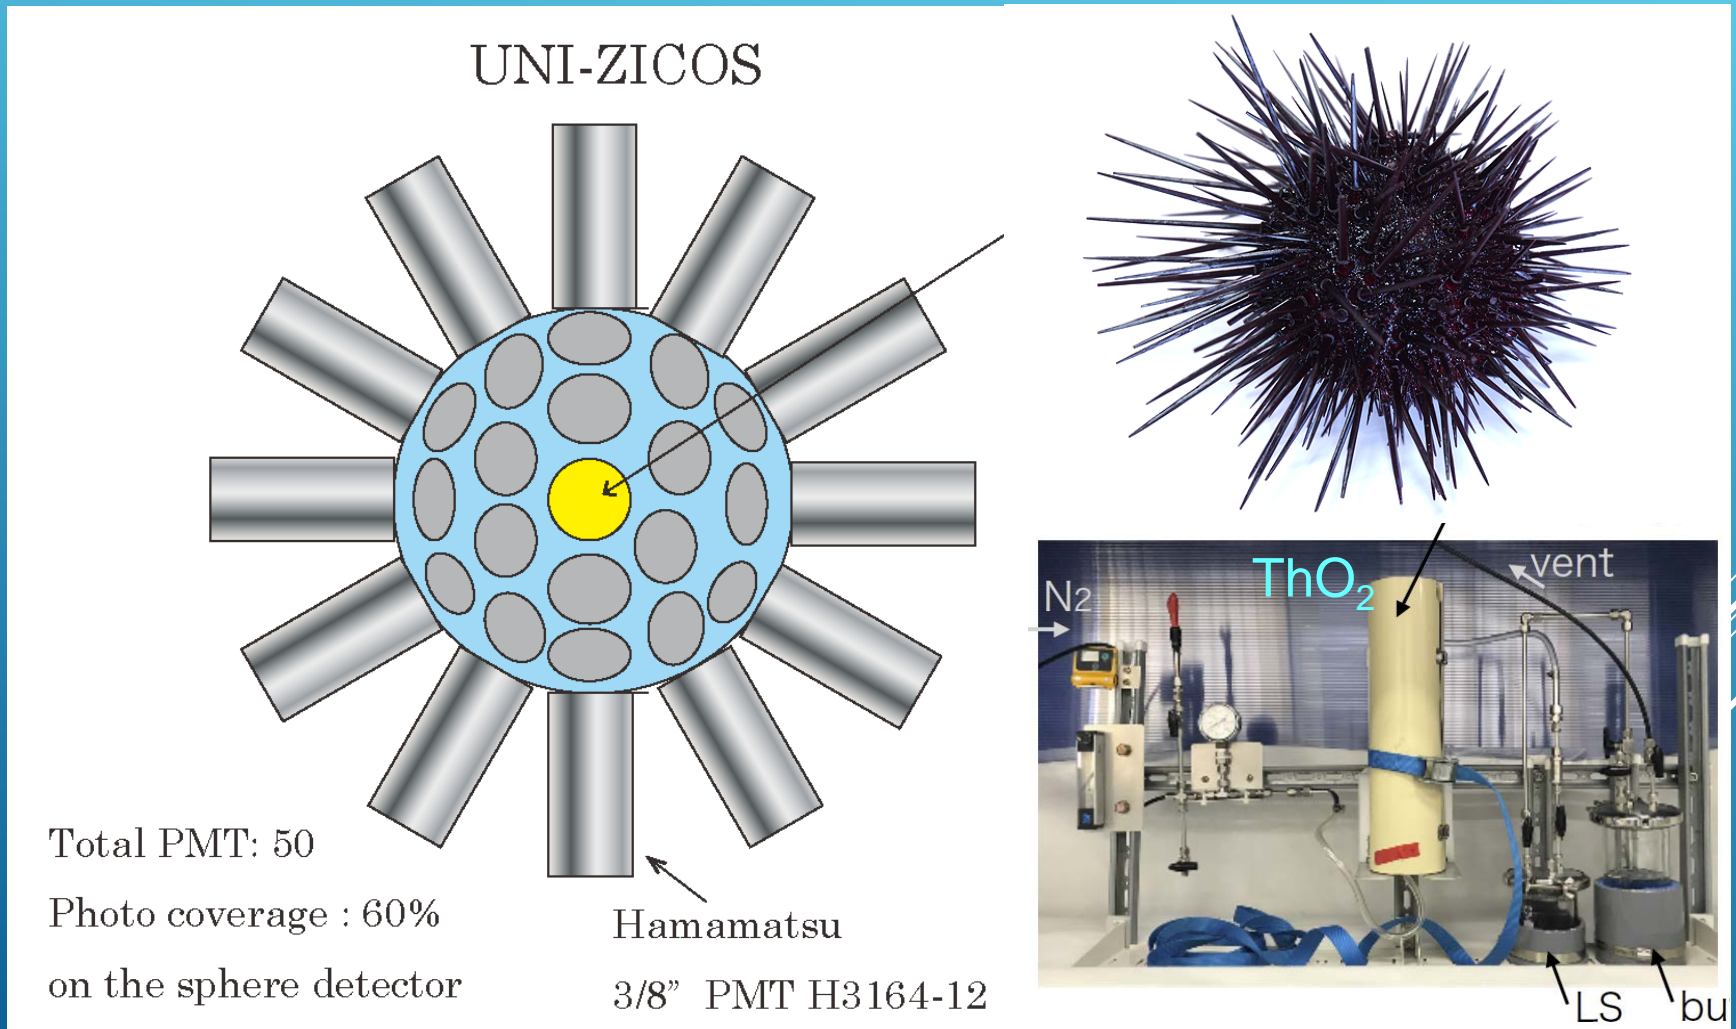 UNI-ZICOS
Total PMT: 50
Photo coverage : 60%
on the sphere detector
Hamamatsu
3/8” PMT H3164-12
ThO₂
vent
N2
LS
bu